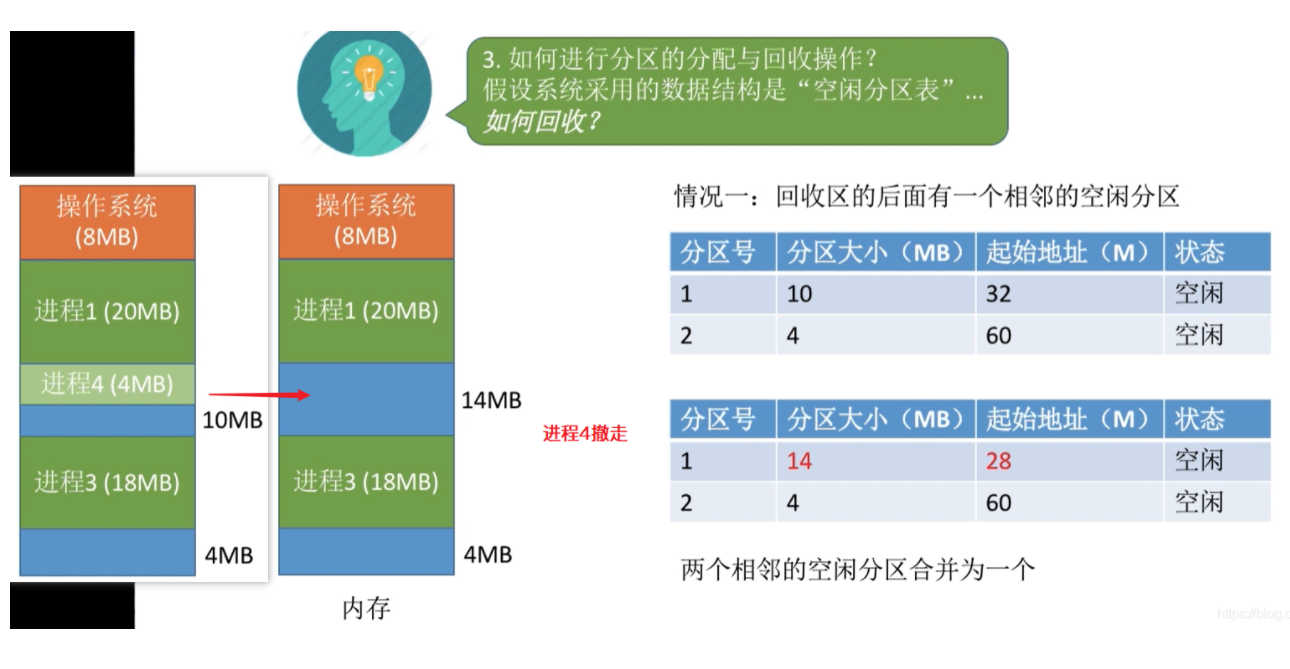 3. 如何进行分区的分配与回收操作？
假设系统采用的数据结构是“空闲分区表”...
如何回收？
操作系统
(8MB)
进程1 (20MB)
进程4 (4MB)
10MB
进程3 (18MB)
4MB
操作系统
(8MB)
进程1 (20MB)
14MB
进程3 (18MB)
4MB
内存
进程4撤走
情况一：回收区的后面有一个相邻的空闲分区
分区号 分区大小（MB） 起始地址（M） 状态
1 10 32 空闲
2 4 60 空闲
分区号 分区大小（MB） 起始地址（M） 状态
1 14 28 空闲
2 4 60 空闲
两个相邻的空闲分区合并为一个
https://blog.c